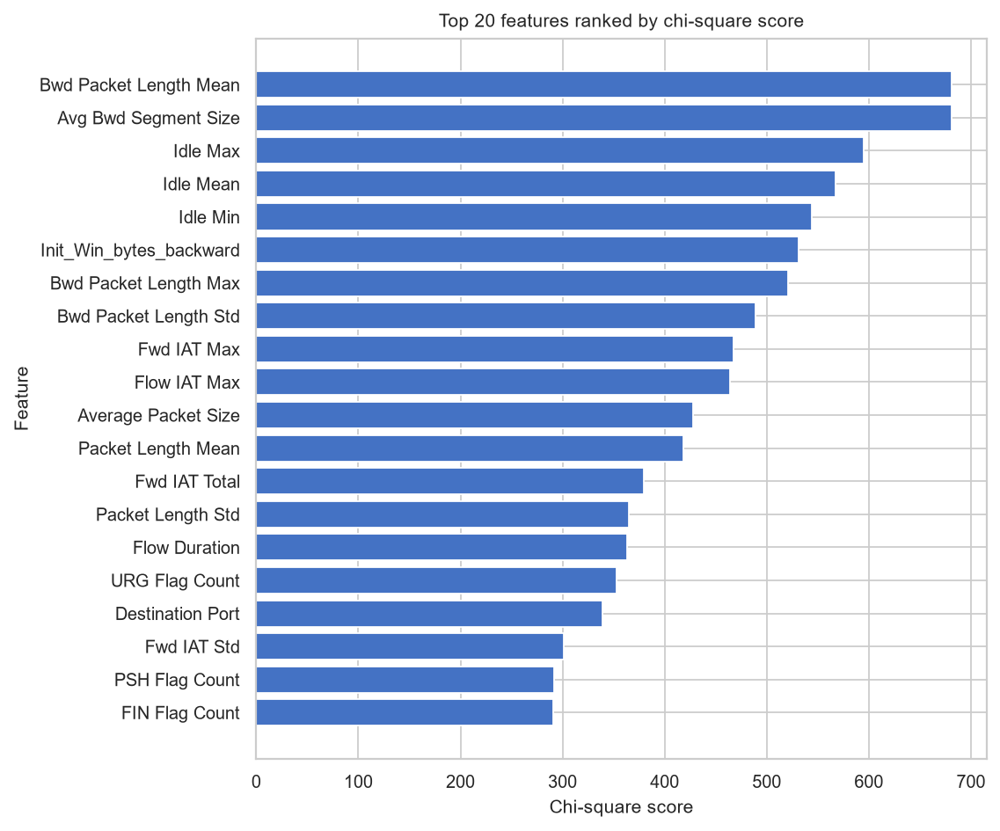 Top 20 features ranked by chi-square score
Feature
Bwd Packet Length Mean
Avg Bwd Segment Size
Idle Max
Idle Mean
Idle Min
Init_Win_bytes_backward
Bwd Packet Length Max
Bwd Packet Length Std
Fwd IAT Max
Flow IAT Max
Average Packet Size
Packet Length Mean
Fwd IAT Total
Packet Length Std
Flow Duration
URG Flag Count
Destination Port
Fwd IAT Std
PSH Flag Count
FIN Flag Count
0 100 200 300 400 500 600 700
Chi-square score